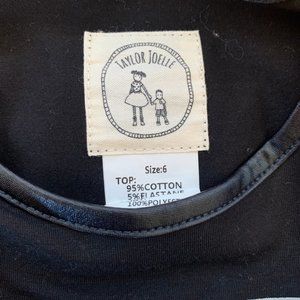 TAYLOR JOELLE
Size:6
TOP:
95%COTTON
5%ELASTANE